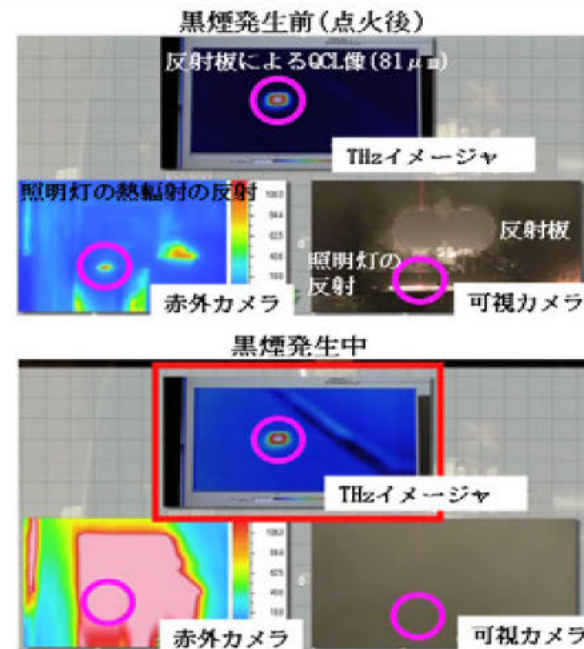 黒煙発生前(点火後)
反射板によるQCL像(81μm)
THzイメージャ
照明灯の熱輻射の反射
反射板
照明灯の
反射
赤外カメラ
可視カメラ
黒煙発生中
THzイメージャ
赤外カメラ
可視カメラ